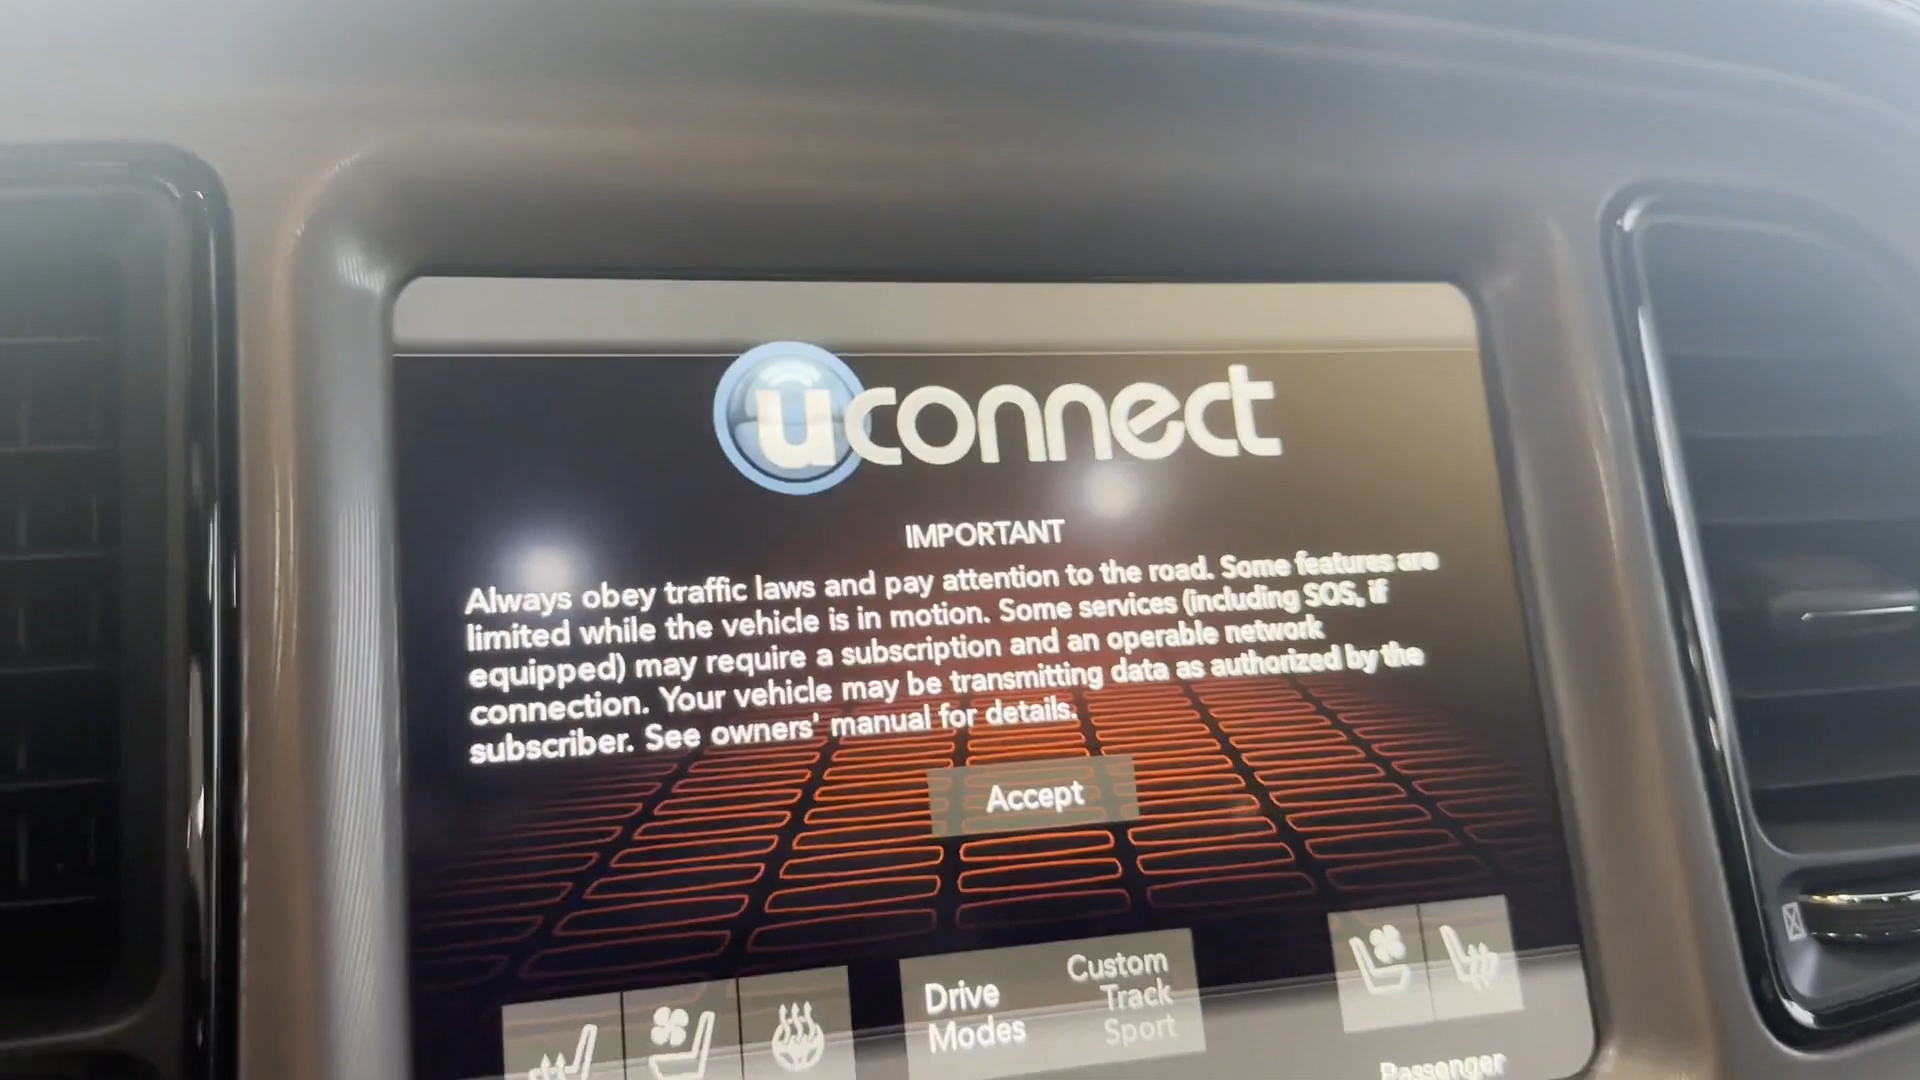 uconnect
IMPORTANT
Always obey traffic laws and pay attention to the road. Some features are
limited while the vehicle is in motion. Some services (including SOS, if
equipped) may require a subscription and an operable network
connection. Your vehicle may be transmitting data as authorized by the
subscriber. See owners' manual for details.
Accept
Drive
Modes
Custom
Track
Sport
Passenger